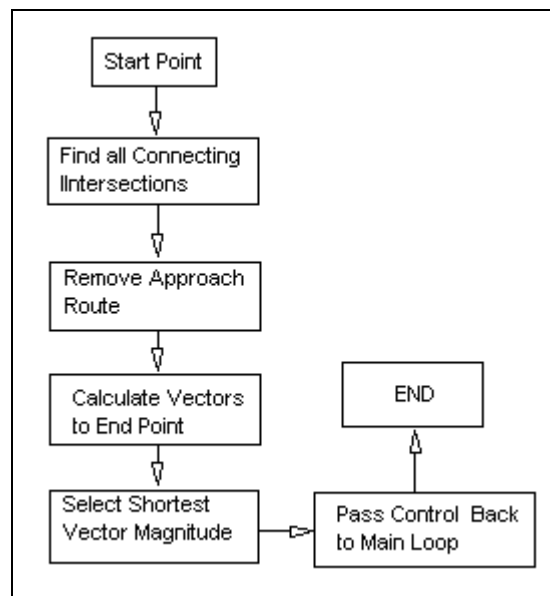 Start Point
Find all Connecting
IIntersections
Remove Approach
Route
Calculate Vectors
to End Point
Select Shortest
Vector Magnitude
Pass Control Back
to Main Loop
END